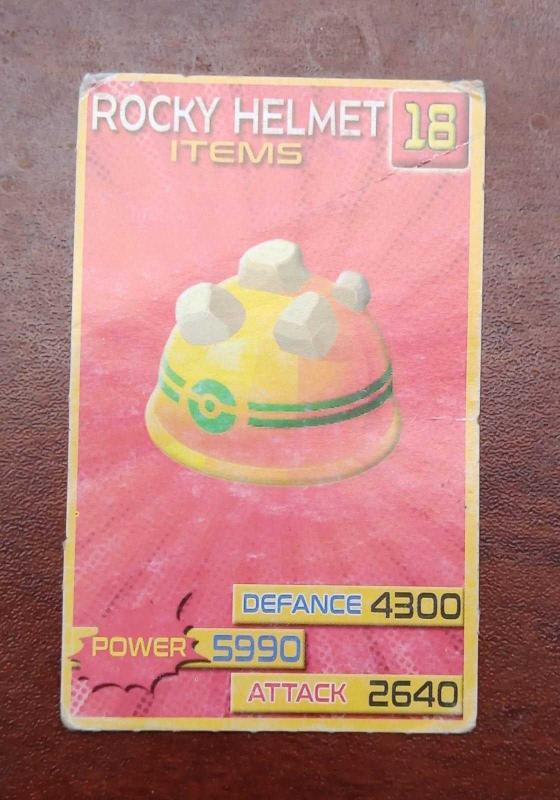 ROCKY HELMET 18
ITEMS
DEFANCE 4300
POWER 5990
ATTACK 2640